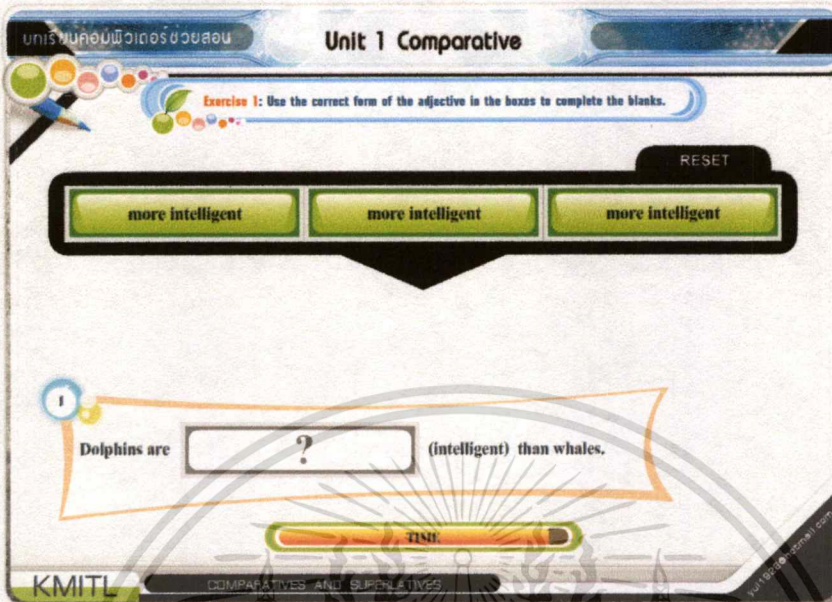 บทเรียนคอมพิวเตอร์ช่วยสอน
Unit 1 Comparative
Exercise 1: Use the correct form of the adjective in the boxes to complete the blanks.
RESET
more intelligent
more intelligent
more intelligent
1
Dolphins are ? (intelligent) than whales.
TIME
KMITL
COMPARATIVES AND SUPERLATIVES